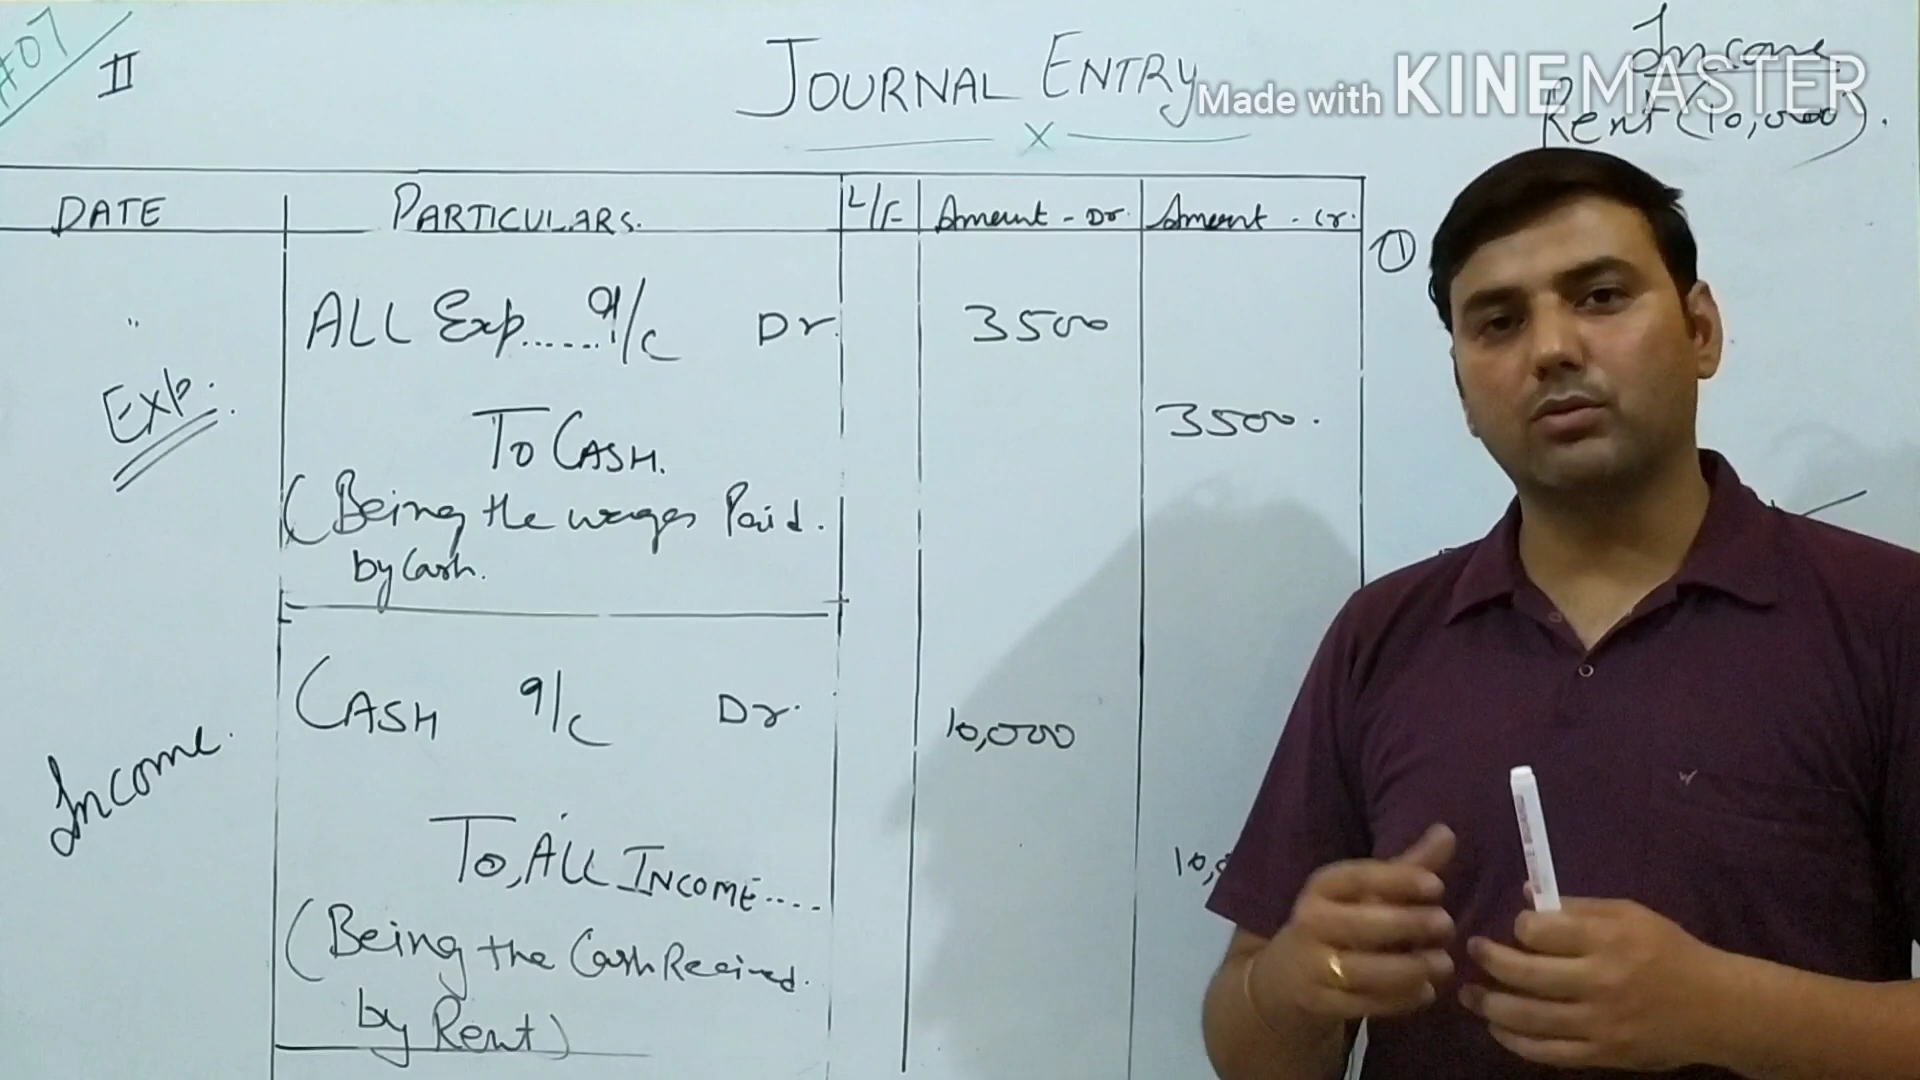 #07
II
JOURNAL ENTRY
x
Made with KINEMASTER
Income
Rent (10,000).
DATE PARTICULARS. L/F Amount - Dr. Amount - Cr.
①
" ALL Exp......a/c Dr. 3500
Exp.
To CASH. 3500.
(Being the wages Paid.
by Cash.
CASH a/c Dr. 10,000
Income.
To, ALL INCOME.... 10,
(Being the Cash Recived.
by Rent)